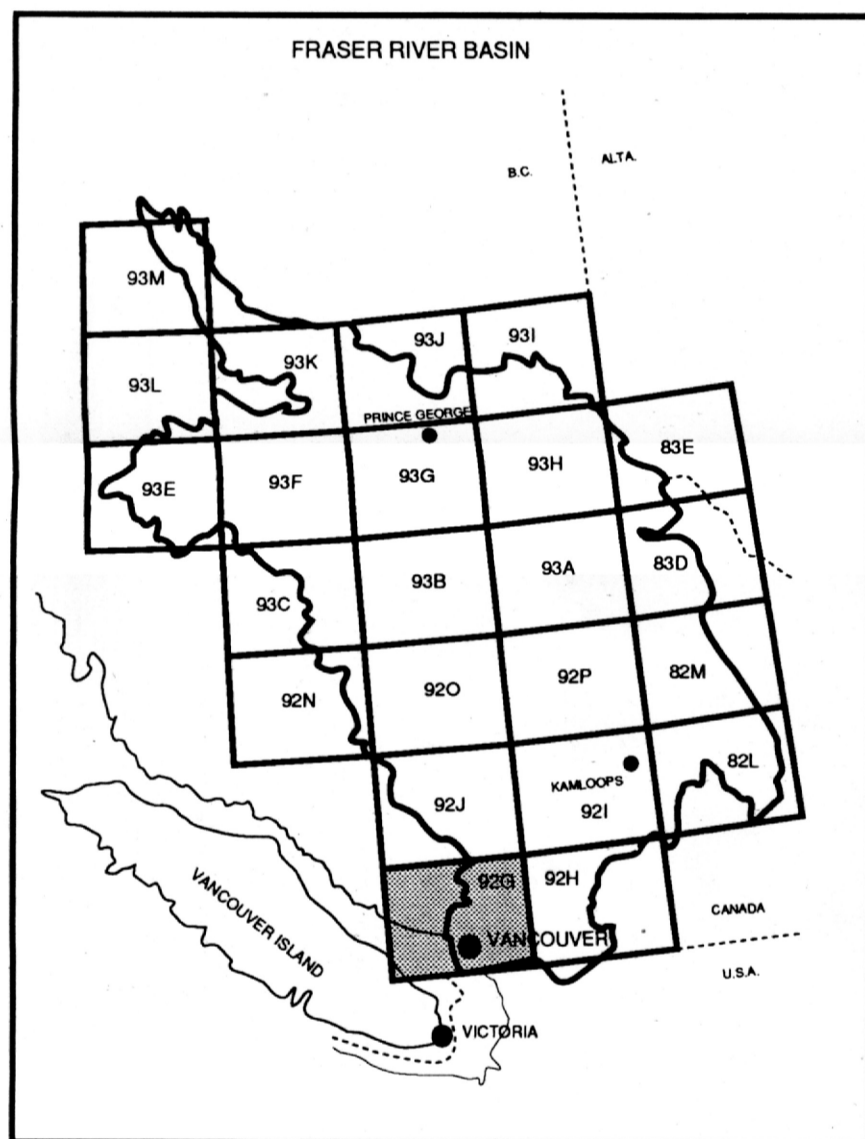 FRASER RIVER BASIN
B.C.
ALTA.
93M
93L
93K
93J
93I
PRINCE GEORGE
93E
93F
93G
93H
83E
93C
93B
93A
83D
92N
92O
92P
82M
92J
KAMLOOPS
92I
82L
92G
92H
VANCOUVER
CANADA
U.S.A.
VANCOUVER ISLAND
VICTORIA